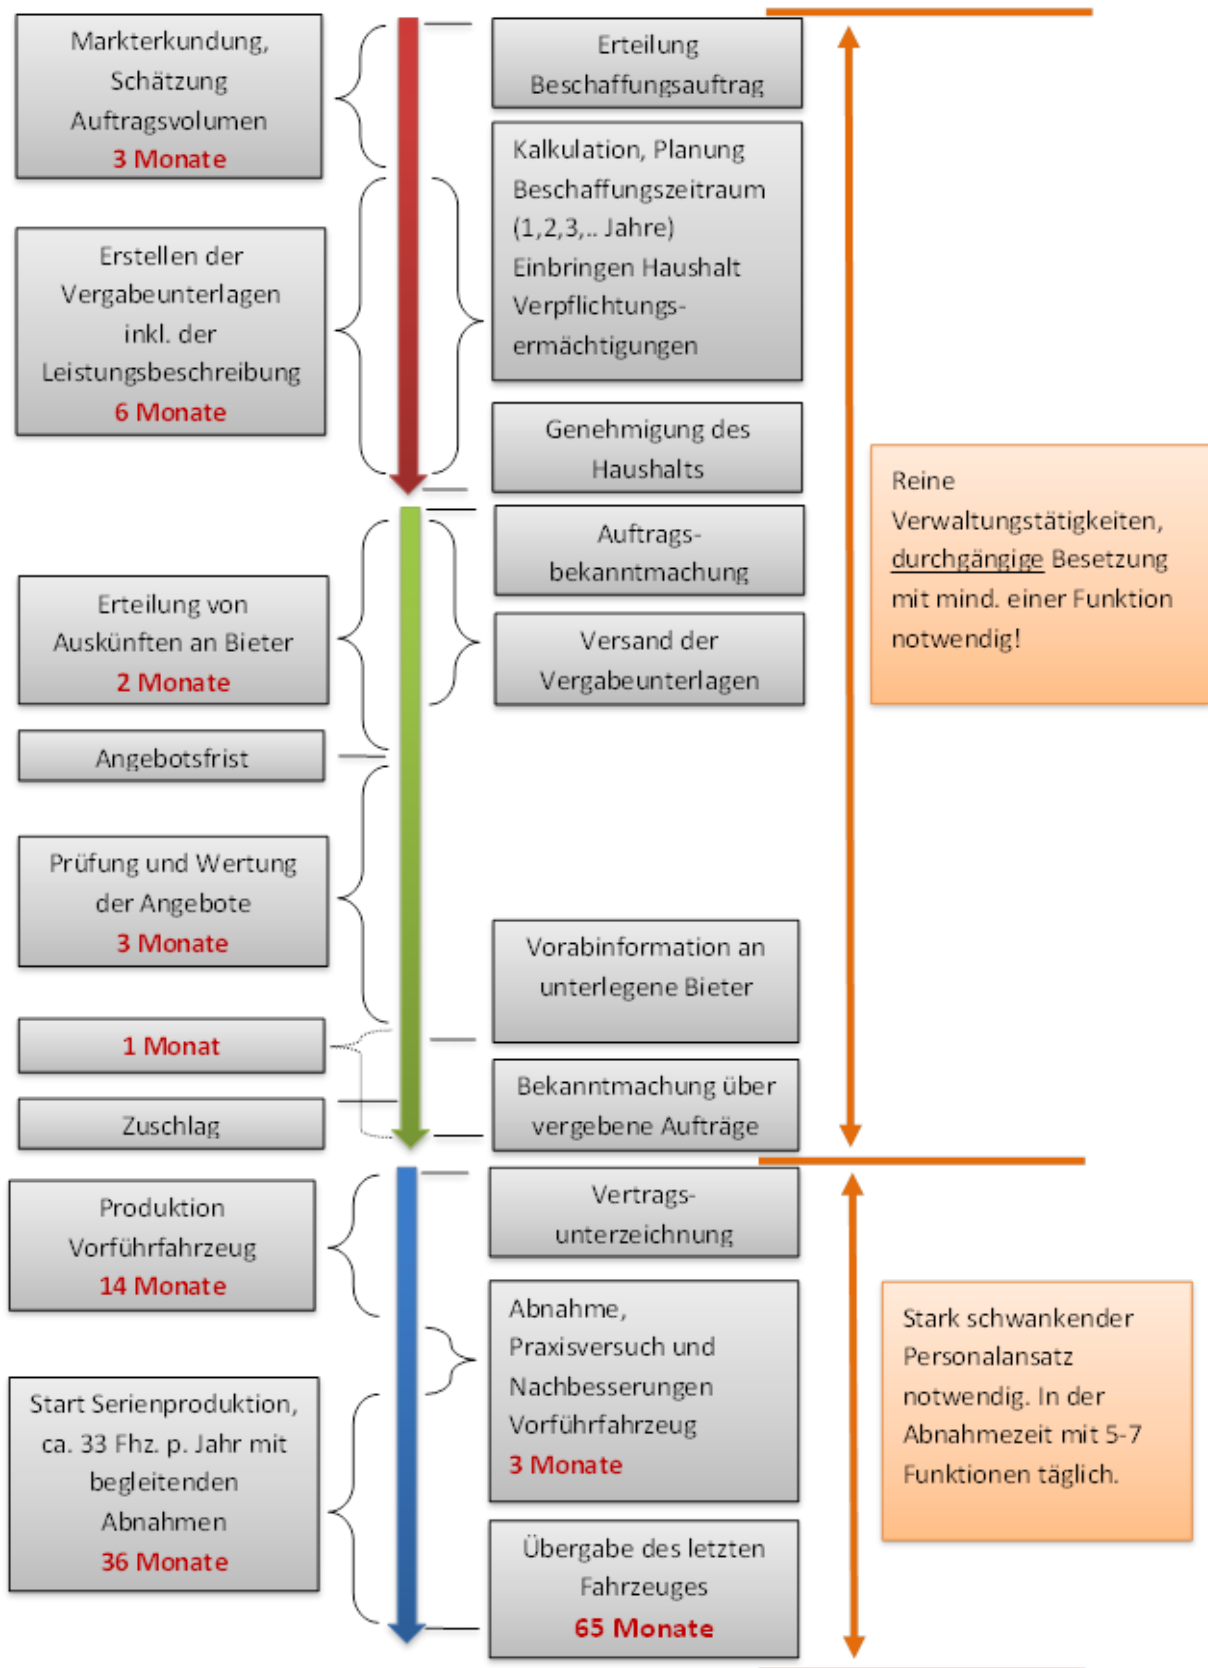 Markterkundung,
Schätzung
Auftragsvolumen
3 Monate
Erteilung
Beschaffungsauftrag
Kalkulation, Planung
Beschaffungszeitraum
(1,2,3,.. Jahre)
Einbringen Haushalt
Verpflichtungs-
ermächtigungen
Erstellen der
Vergabeunterlagen
inkl. der
Leistungsbeschreibung
6 Monate
Genehmigung des
Haushalts
Reine
Verwaltungstätigkeiten,
durchgängige Besetzung
mit mind. einer Funktion
notwendig!
Auftrags-
bekanntmachung
Erteilung von
Auskünften an Bieter
2 Monate
Versand der
Vergabeunterlagen
Angebotsfrist
Prüfung und Wertung
der Angebote
3 Monate
Vorabinformation an
unterlegene Bieter
1 Monat
Bekanntmachung über
vergebene Aufträge
Zuschlag
Vertrags-
unterzeichnung
Produktion
Vorführfahrzeug
14 Monate
Abnahme,
Praxisversuch und
Nachbesserungen
Vorführfahrzeug
3 Monate
Stark schwankender
Personalansatz
notwendig. In der
Abnahmezeit mit 5-7
Funktionen täglich.
Start Serienproduktion,
ca. 33 Fhz. p. Jahr mit
begleitenden
Abnahmen
36 Monate
Übergabe des letzten
Fahrzeuges
65 Monate